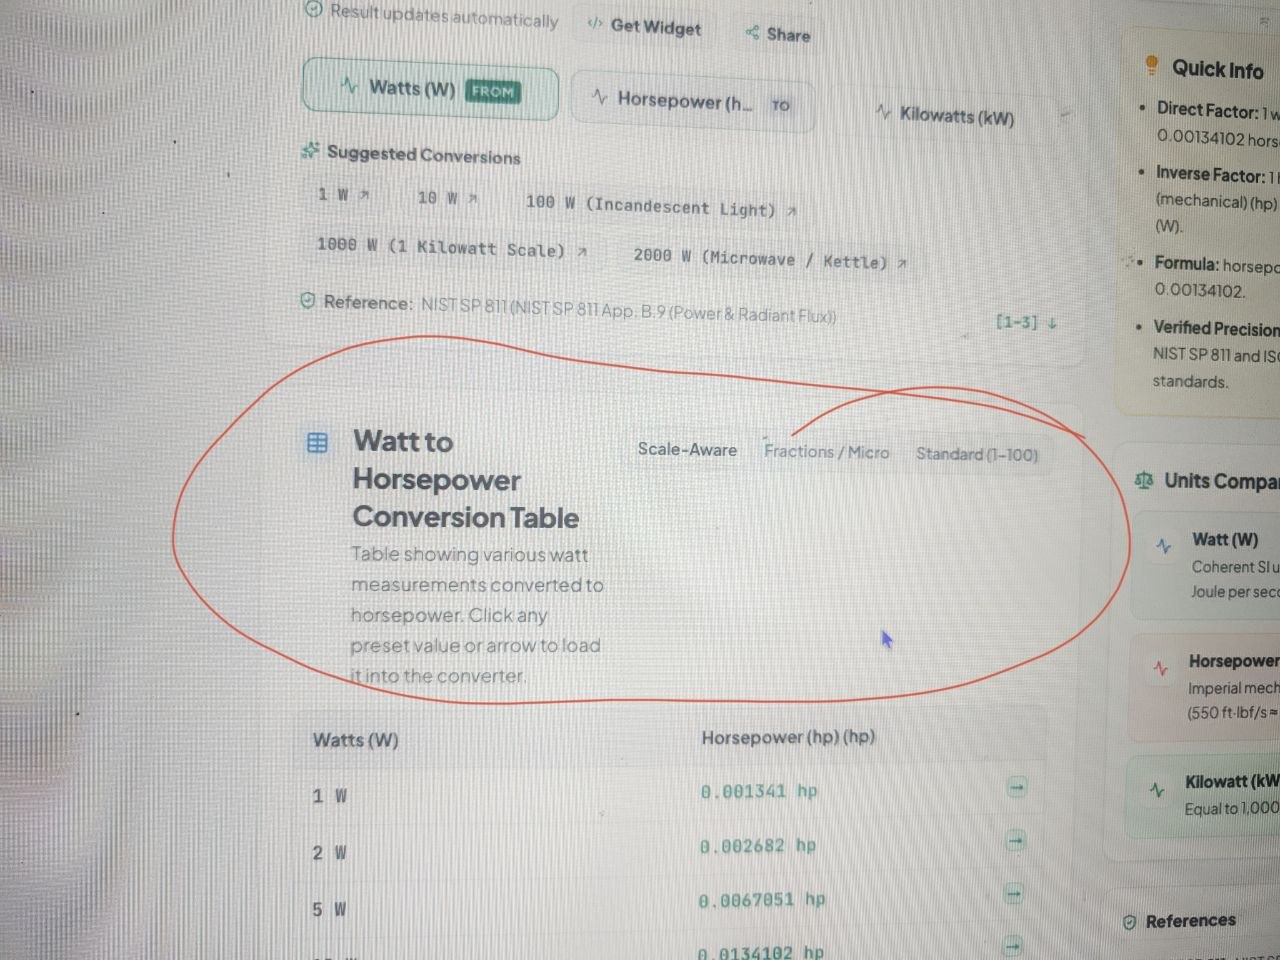 Result updates automatically
</> Get Widget
Share
Watts (W) FROM
Horsepower (h... TO
Kilowatts (kW)
Suggested Conversions
1 W ↗
10 W ↗
100 W (Incandescent Light) ↗
1000 W (1 Kilowatt Scale) ↗
2000 W (Microwave / Kettle) ↗
Reference: NIST SP 811 (NIST SP 811 App. B.9 (Power & Radiant Flux))
[1-3] ↓
Watt to
Horsepower
Conversion Table
Scale-Aware
Fractions / Micro
Standard (1-100)
Table showing various watt
measurements converted to
horsepower. Click any
preset value or arrow to load
it into the converter.
Watts (W)
Horsepower (hp) (hp)
1 W
0.001341 hp
→
2 W
0.002682 hp
→
5 W
0.0067051 hp
→
0.0134102 hp
→
Quick Info
• Direct Factor: 1 w
0.00134102 hors
• Inverse Factor: 1
(mechanical) (hp)
(W).
• Formula: horsepo
0.00134102.
• Verified Precision
NIST SP 811 and IS
standards.
Units Compa
Watt (W)
Coherent SI u
Joule per seco
Horsepower
Imperial mech
(550 ft·lbf/s ≈
Kilowatt (kW
Equal to 1,000
References